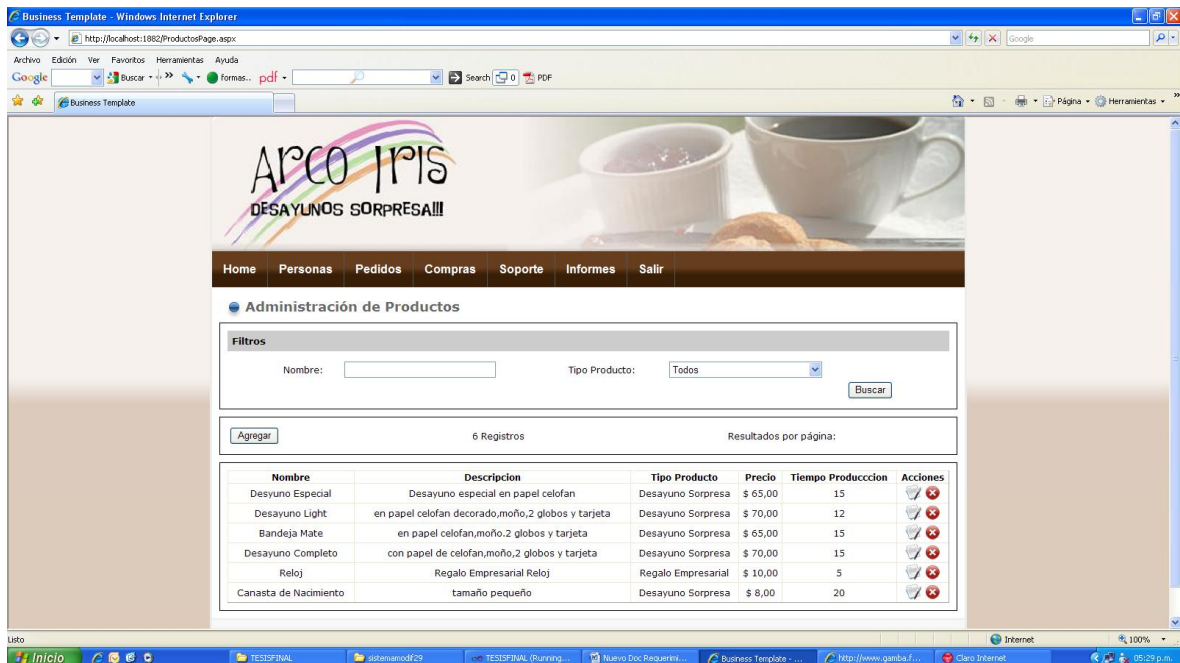 Business Template - Windows Internet Explorer
http://localhost:1882/ProductosPage.aspx
Google
Archivo Edición Ver Favoritos Herramientas Ayuda
Google Buscar formas.. pdf Search 0 PDF
Business Template
Página Herramientas
Arco Iris
DESAYUNOS SORPRESA!!!
Home Personas Pedidos Compras Soporte Informes Salir
Administración de Productos
Filtros
Nombre: Tipo Producto: Todos
Buscar
Agregar 6 Registros Resultados por página:
Nombre Descripcion Tipo Producto Precio Tiempo Producccion Acciones
Desyuno Especial Desayuno especial en papel celofan Desayuno Sorpresa $ 65,00 15
Desayuno Light en papel celofan decorado,moño,2 globos y tarjeta Desayuno Sorpresa $ 70,00 12
Bandeja Mate en papel celofan,moño.2 globos y tarjeta Desayuno Sorpresa $ 65,00 15
Desayuno Completo con papel de celofan,moño,2 globos y tarjeta Desayuno Sorpresa $ 70,00 15
Reloj Regalo Empresarial Reloj Regalo Empresarial $ 10,00 5
Canasta de Nacimiento tamaño pequeño Desayuno Sorpresa $ 8,00 20
Listo Internet 100%
Inicio TESISFINAL sistemamodif29 TESISFINAL (Running... Nuevo Doc Requerimi... Business Template - ... http://www.gamba.f... Claro Internet 05:29 p.m.